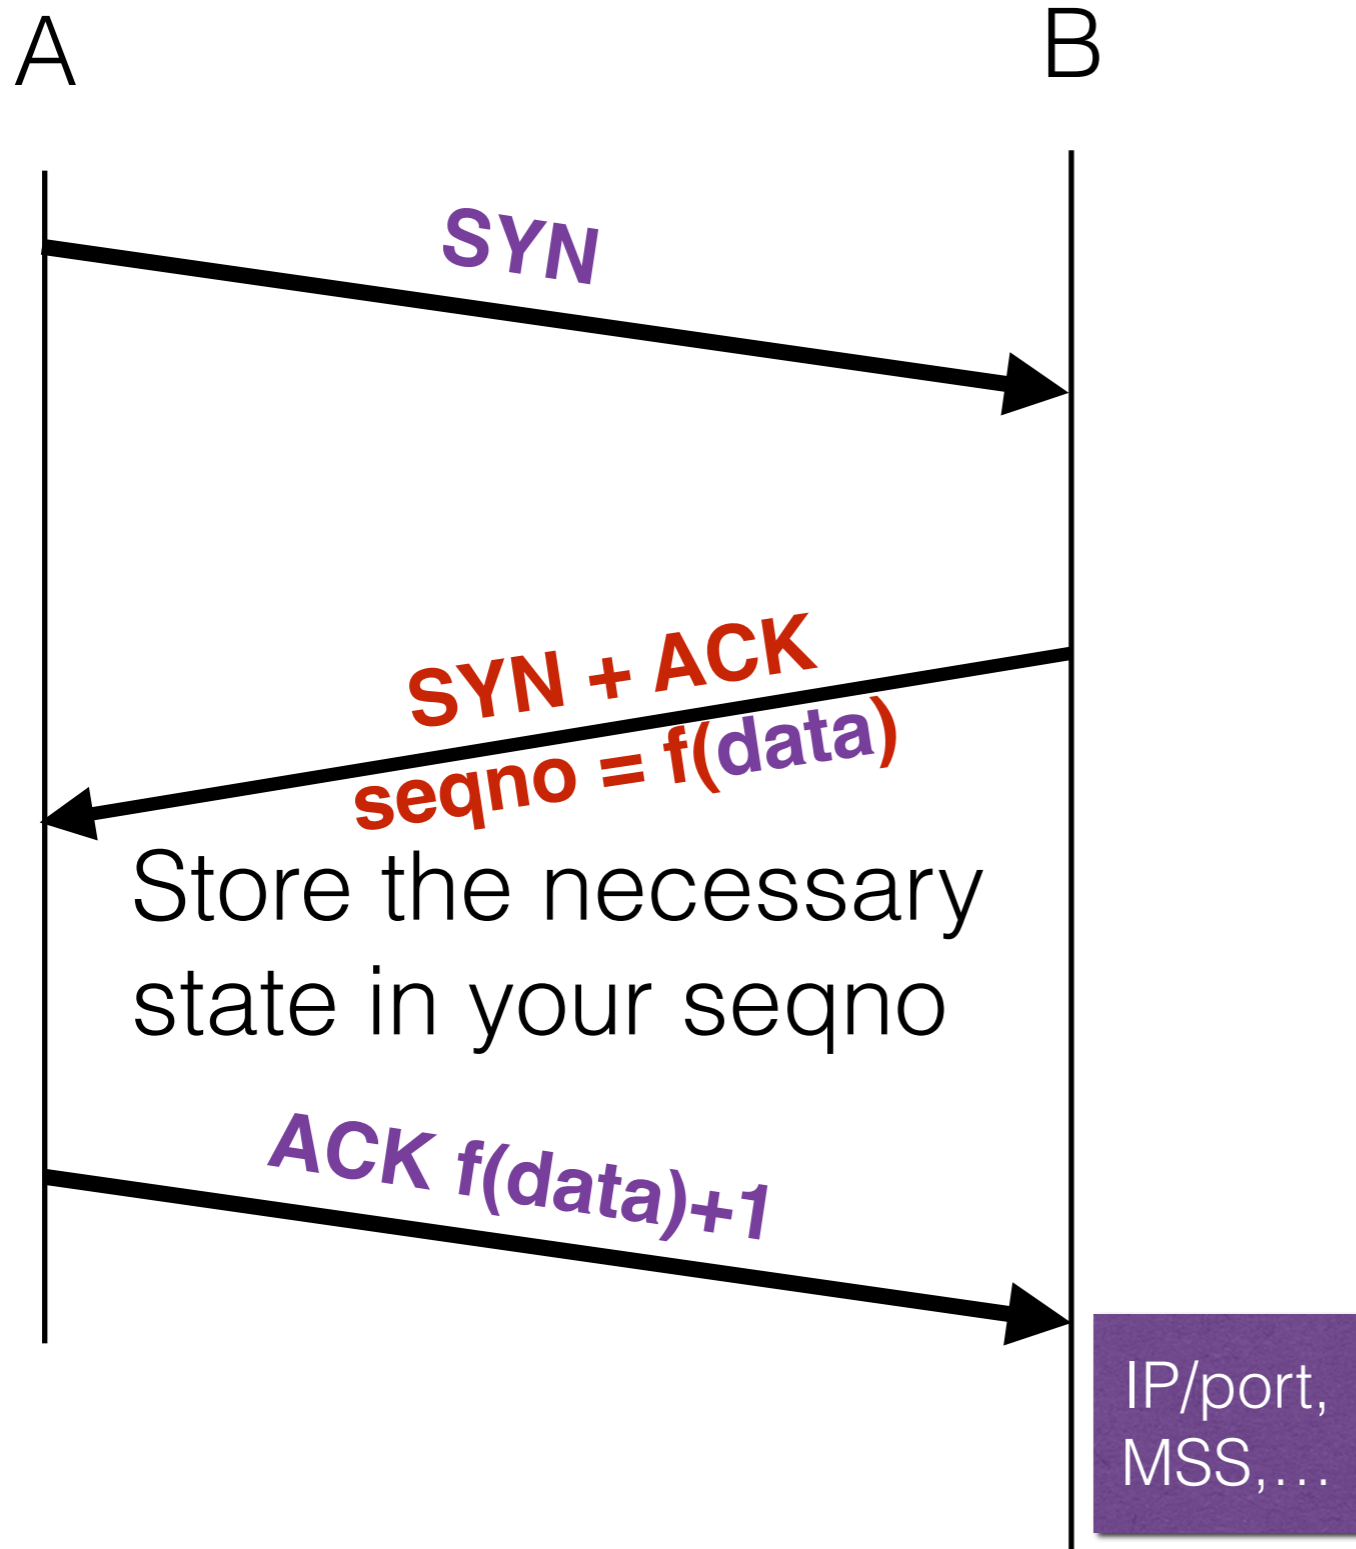 A
B
SYN
SYN + ACK
seqno = f(data)
Store the necessary
state in your seqno
ACK f(data)+1
IP/port,
MSS,...